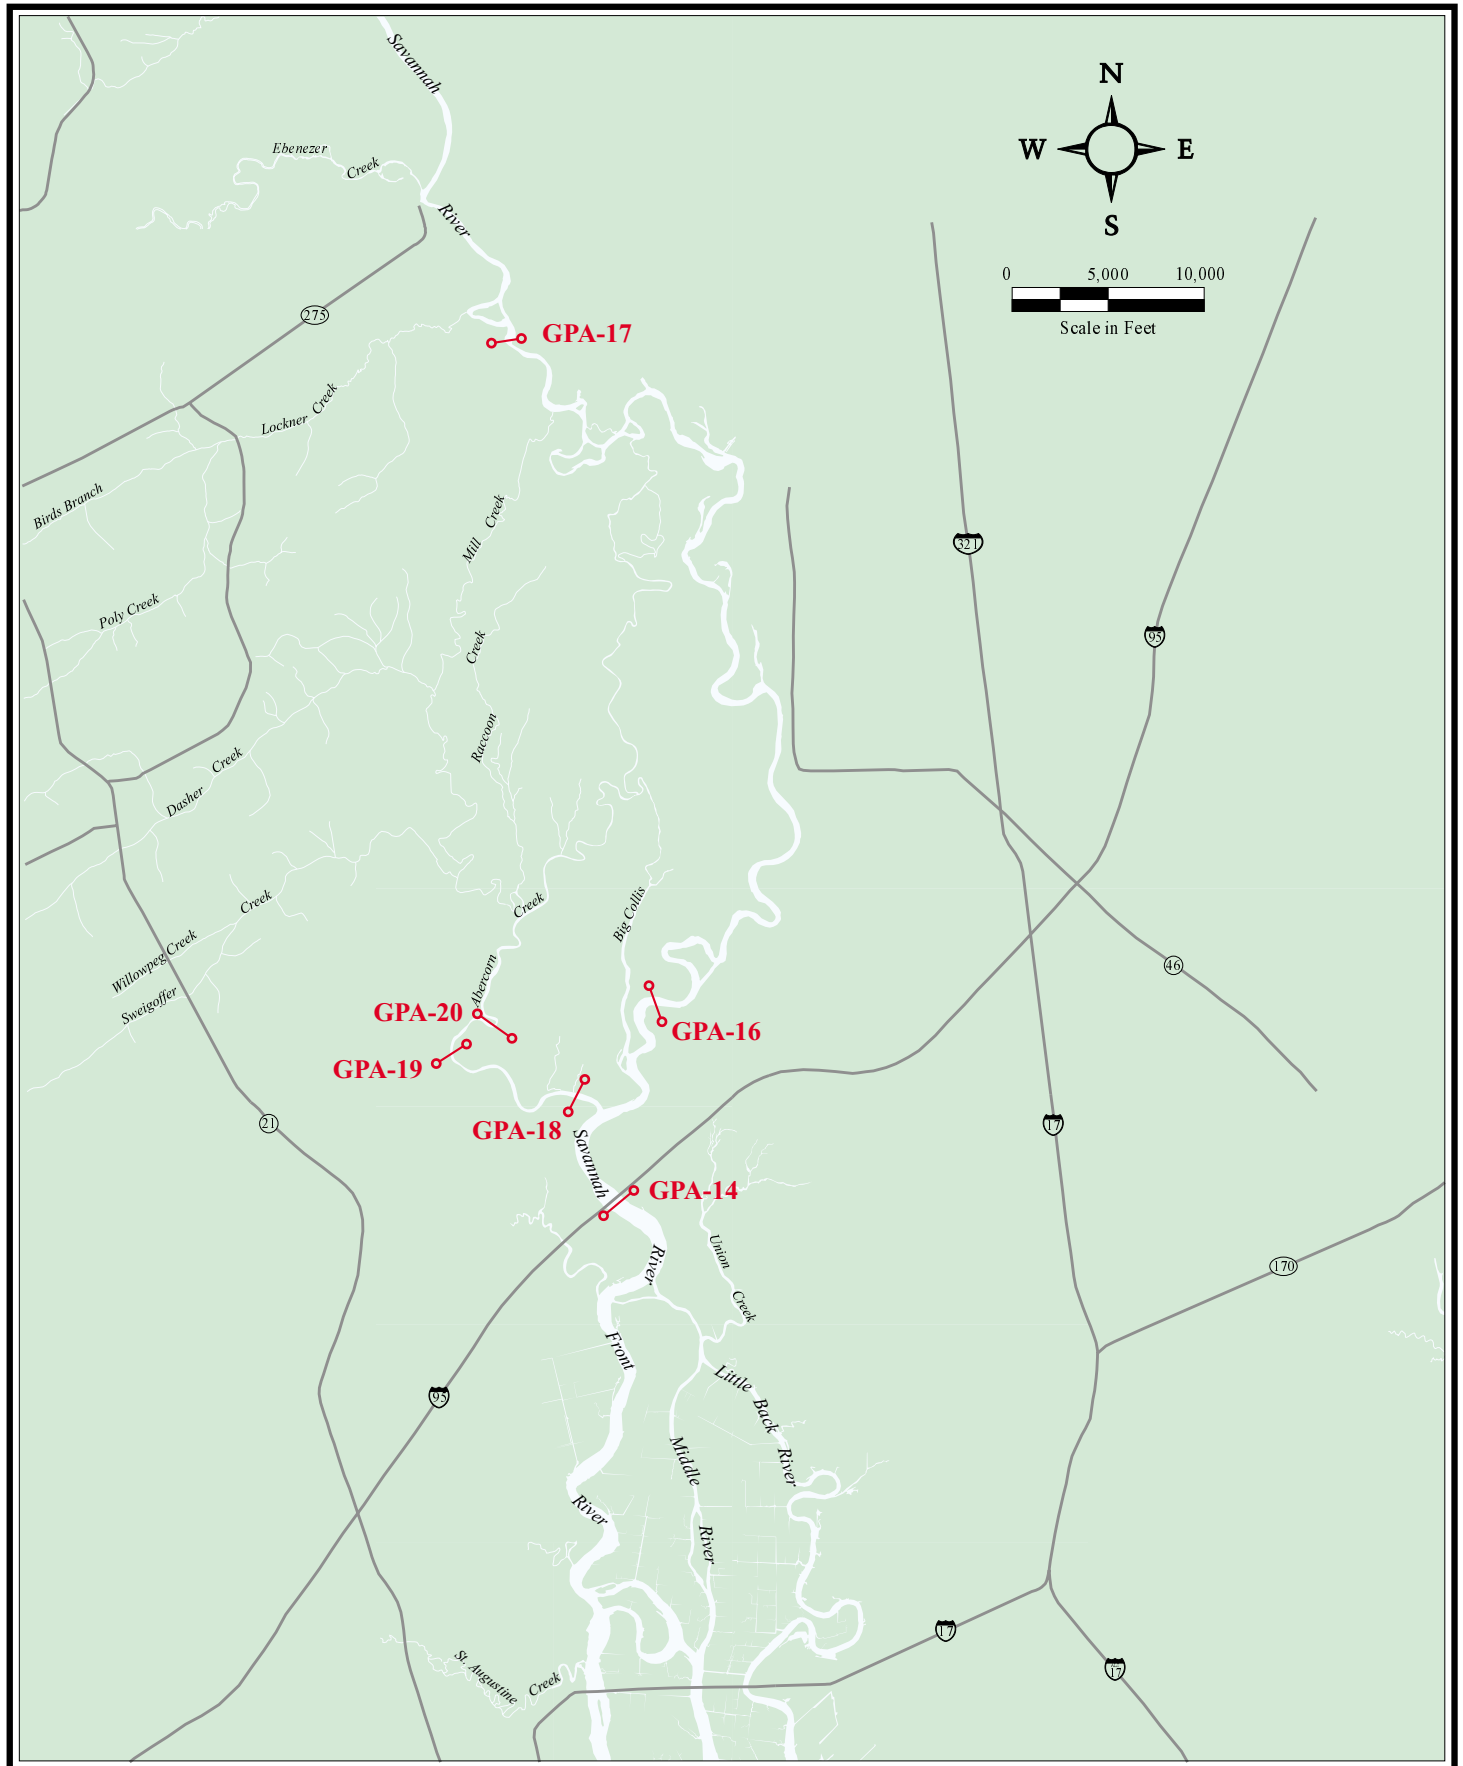 Savannah
N
W
E
S
Ebenezer
Creek
River
0
5,000
10,000
Scale in Feet
275
GPA-17
Lockner
Creek
Birds Branch
Mill
Creek
321
Poly Creek
Creek
95
Raccoon
Dasher
Creek
Creek
Creek
Big Collis
Willowpeg Creek
Sweigoffer
Abercorn
46
GPA-20
GPA-16
GPA-19
21
GPA-18
17
Savannah
GPA-14
Union
River
170
Creek
Front
Little
95
Back
Middle
River
River
River
17
St. Augustine
Creek
17